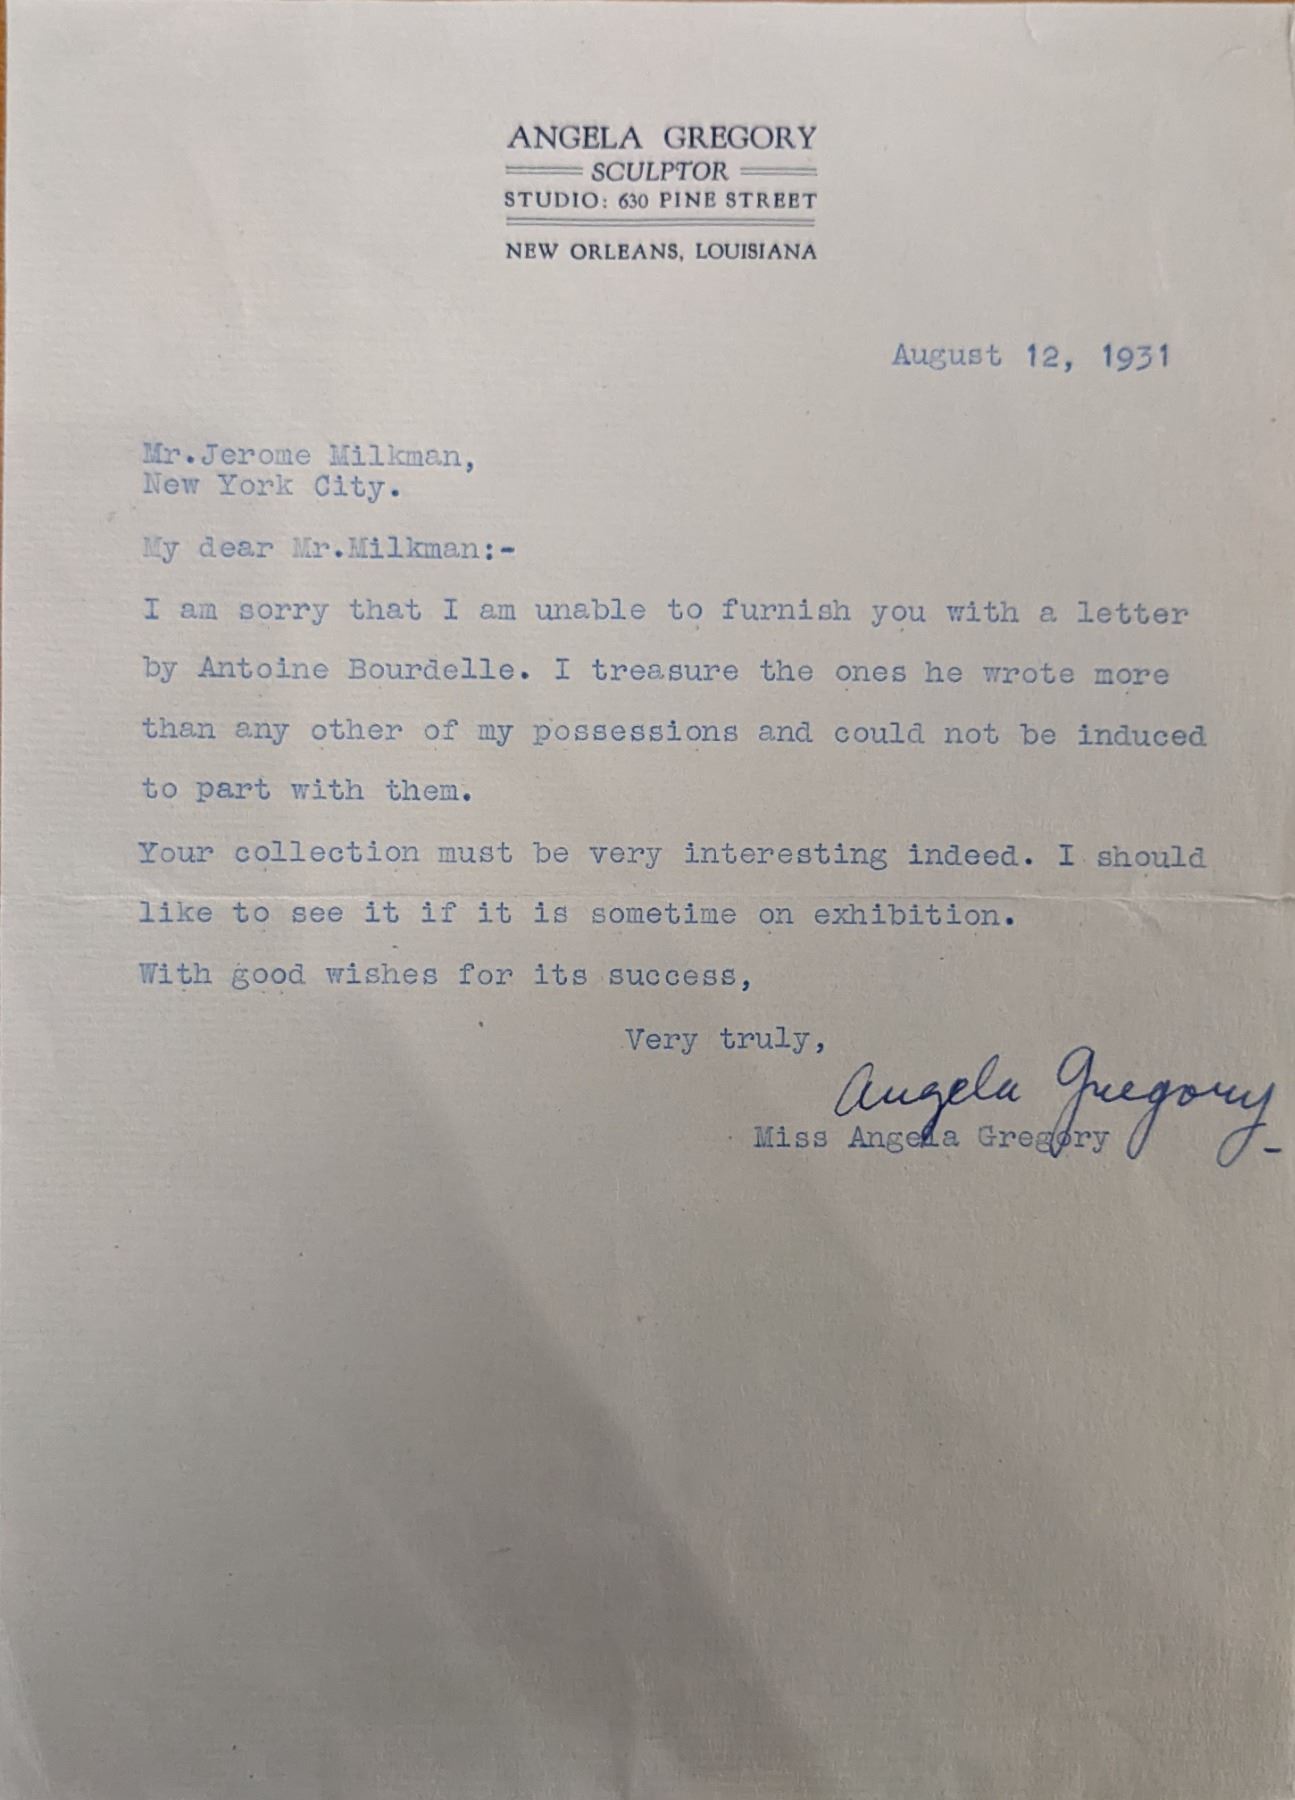 ANGELA GREGORY
SCULPTOR
STUDIO: 630 PINE STREET
NEW ORLEANS, LOUISIANA
August 12, 1931
Mr.Jerome Milkman,
New York City.
My dear Mr.Milkman:-
I am sorry that I am unable to furnish you with a letter
by Antoine Bourdelle. I treasure the ones he wrote more
than any other of my possessions and could not be induced
to part with them.
Your collection must be very interesting indeed. I should
like to see it if it is sometime on exhibition.
With good wishes for its success,
Very truly,
Angela Gregory
Miss Angela Gregory